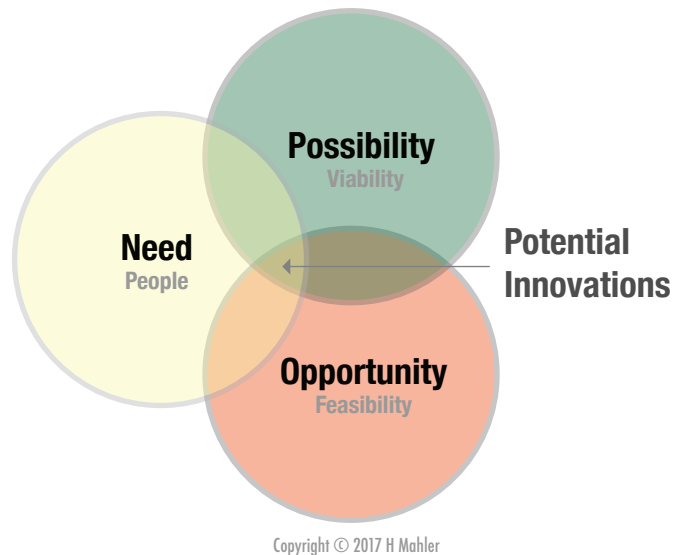 Possibility
Viability
Need
People
Potential
Innovations
Opportunity
Feasibility
Copyright © 2017 H Mahler